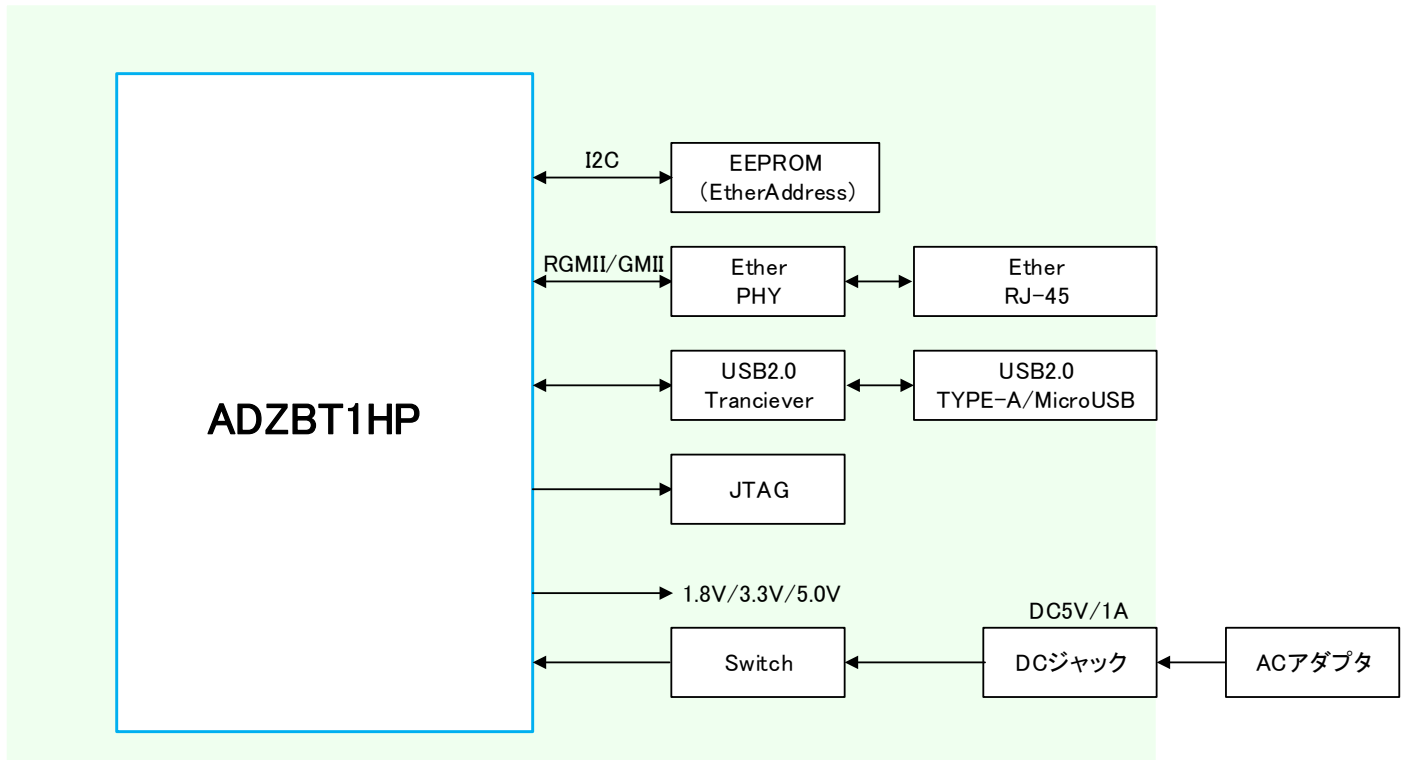 I2C
EEPROM
（EtherAddress）
RGMII/GMII
Ether
PHY
Ether
RJ-45
USB2.0
Tranciever
USB2.0
TYPE-A/MicroUSB
ADZBT1HP
JTAG
1.8V/3.3V/5.0V
DC5V/1A
Switch
DCジャック
ACアダプタ